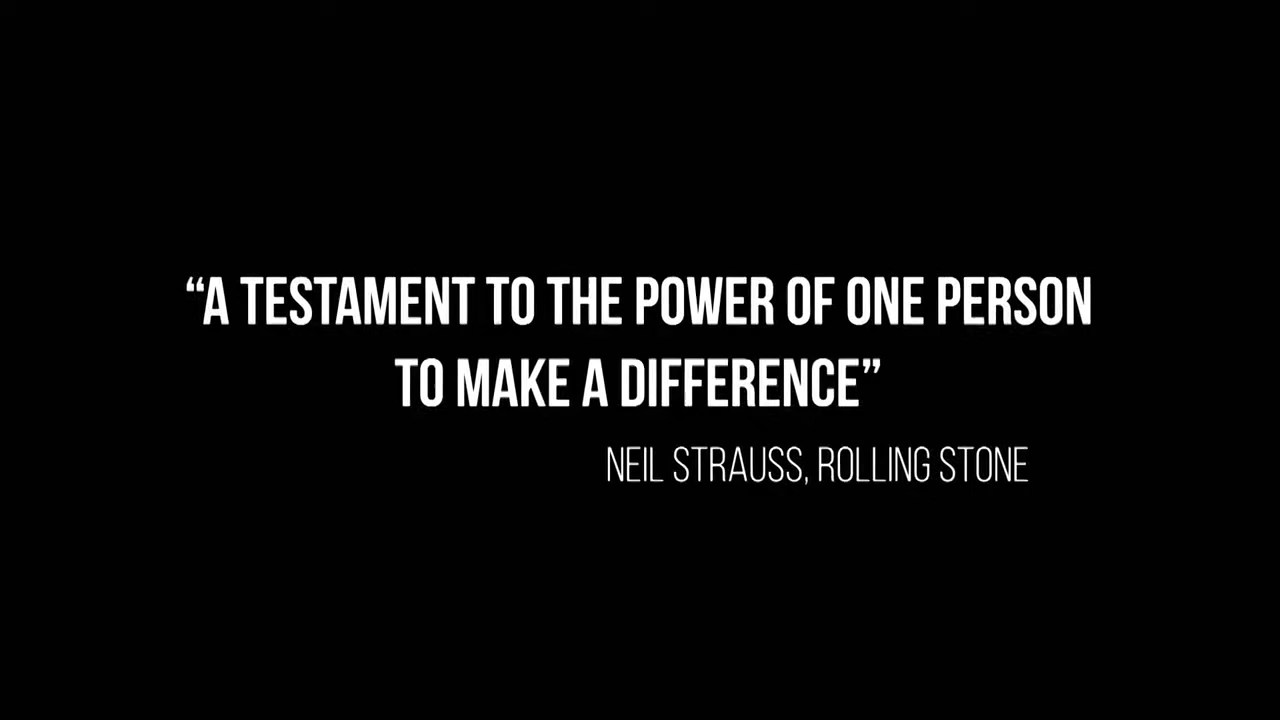 “A TESTAMENT TO THE POWER OF ONE PERSON
TO MAKE A DIFFERENCE”
NEIL STRAUSS, ROLLING STONE